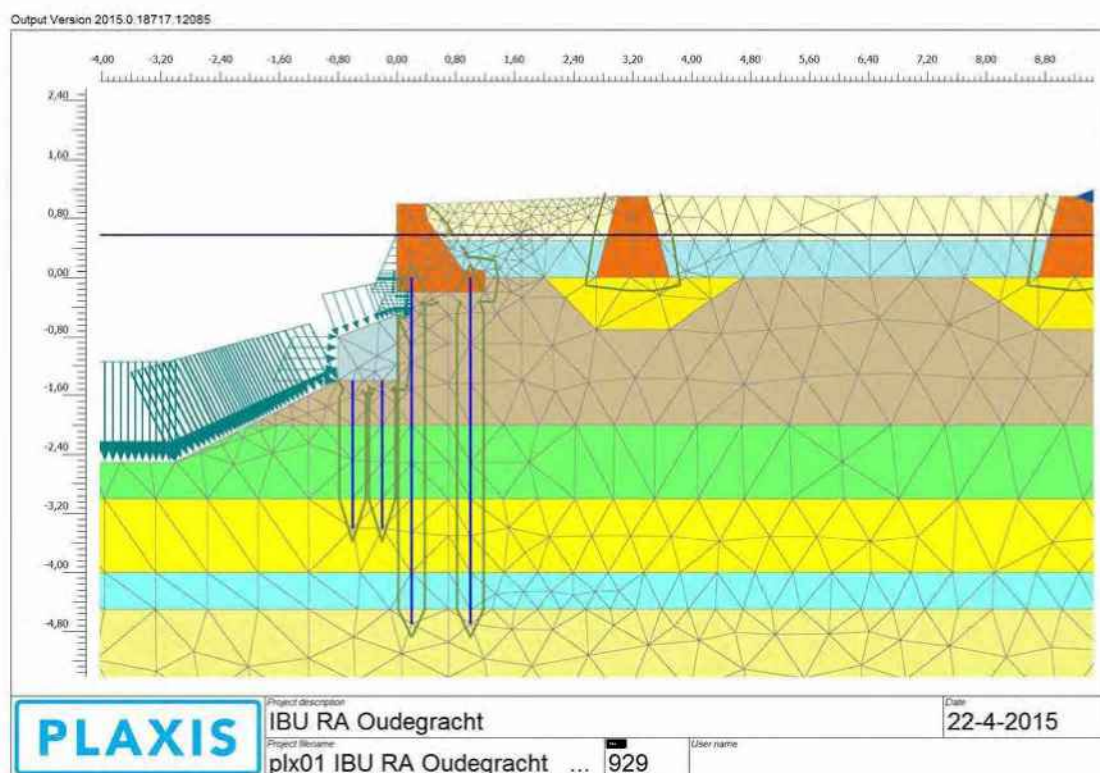 Output Version 2015.0.18717.12085
-4,00 -3,20 -2,40 -1,60 -0,80 0,00 0,80 1,60 2,40 3,20 4,00 4,80 5,60 6,40 7,20 8,00 8,80
2,40
1,60
0,80
0,00
-0,80
-1,60
-2,40
-3,20
-4,00
-4,80
PLAXIS
Project description
IBU RA Oudegracht
Date
22-4-2015
Project filename
plx01 IBU RA Oudegracht ...
929
User name